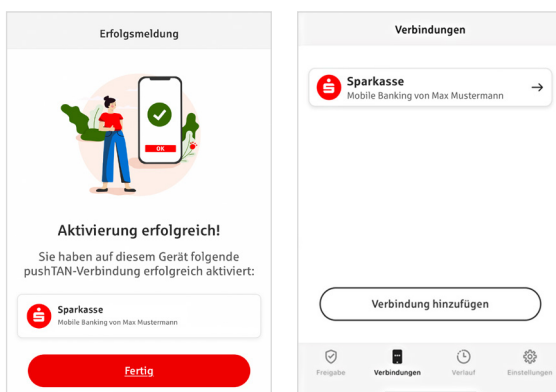 Erfolgsmeldung
OK
Aktivierung erfolgreich!
Sie haben auf diesem Gerät folgende
pushTAN-Verbindung erfolgreich aktiviert:
Sparkasse
Mobile Banking von Max Mustermann
Fertig
Verbindungen
Sparkasse
Mobile Banking von Max Mustermann
Verbindung hinzufügen
Freigabe Verbindungen Verlauf Einstellungen